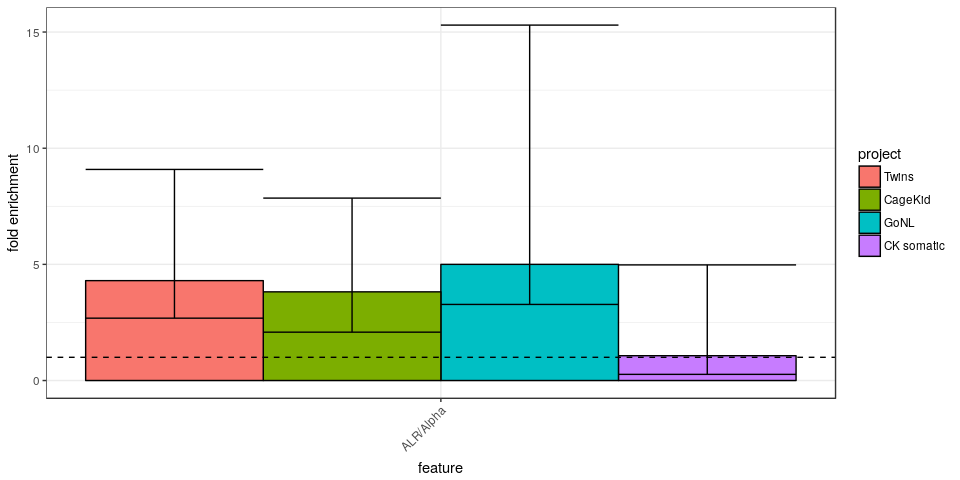 fold enrichment
15
10
5
0
ALR/Alpha
feature
project
Twins
CageKid
GoNL
CK somatic